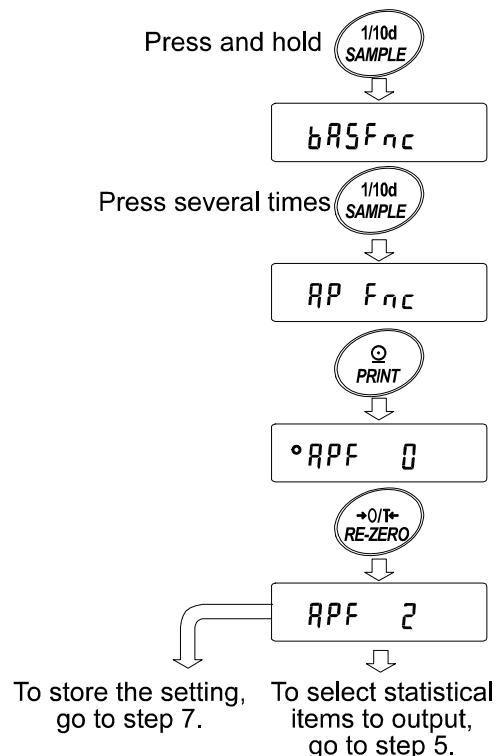 Press and hold
1/10d
SAMPLE
bASFnc
Press several times
1/10d
SAMPLE
AP Fnc
PRINT
APF 0
→0/T←
RE-ZERO
APF 2
To store the setting,
go to step 7.
To select statistical
items to output,
go to step 5.